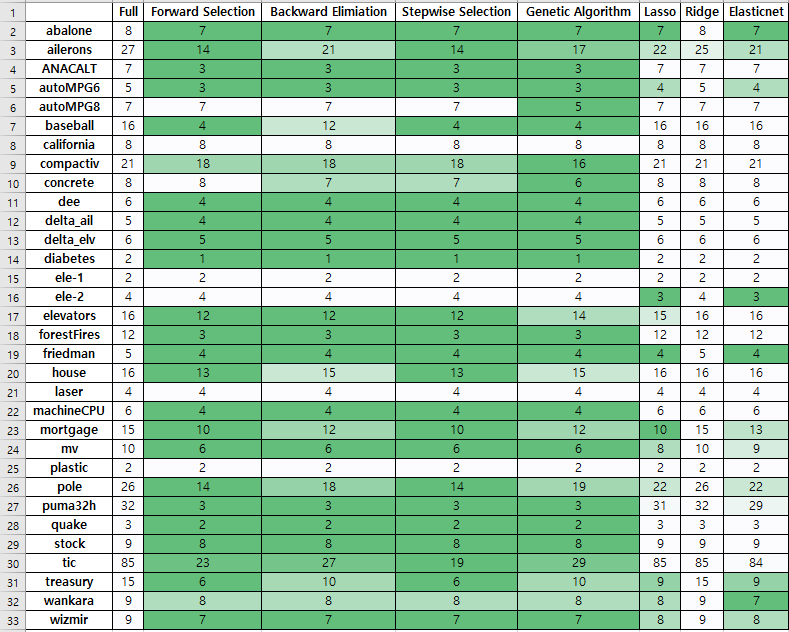 1 Full Forward Selection Backward Elimiation Stepwise Selection Genetic Algorithm Lasso Ridge Elasticnet
2 abalone 8 7 7 7 7 7 8 7
3 ailerons 27 14 21 14 17 22 25 21
4 ANACALT 7 3 3 3 3 7 7 7
5 autoMPG6 5 3 3 3 3 4 5 4
6 autoMPG8 7 7 7 7 5 7 7 7
7 baseball 16 4 12 4 4 16 16 16
8 california 8 8 8 8 8 8 8 8
9 compactiv 21 18 18 18 16 21 21 21
10 concrete 8 8 7 7 6 8 8 8
11 dee 6 4 4 4 4 6 6 6
12 delta_ail 5 4 4 4 4 5 5 5
13 delta_elv 6 5 5 5 5 6 6 6
14 diabetes 2 1 1 1 1 2 2 2
15 ele-1 2 2 2 2 2 2 2 2
16 ele-2 4 4 4 4 4 3 4 3
17 elevators 16 12 12 12 14 15 16 16
18 forestFires 12 3 3 3 3 12 12 12
19 friedman 5 4 4 4 4 4 5 4
20 house 16 13 15 13 15 16 16 16
21 laser 4 4 4 4 4 4 4 4
22 machineCPU 6 4 4 4 4 6 6 6
23 mortgage 15 10 12 10 12 10 15 13
24 mv 10 6 6 6 6 8 10 9
25 plastic 2 2 2 2 2 2 2 2
26 pole 26 14 18 14 19 22 26 22
27 puma32h 32 3 3 3 3 31 32 29
28 quake 3 2 2 2 2 3 3 3
29 stock 9 8 8 8 8 9 9 9
30 tic 85 23 27 19 29 85 85 84
31 treasury 15 6 10 6 10 9 15 9
32 wankara 9 8 8 8 8 8 9 7
33 wizmir 9 7 7 7 7 8 9 8